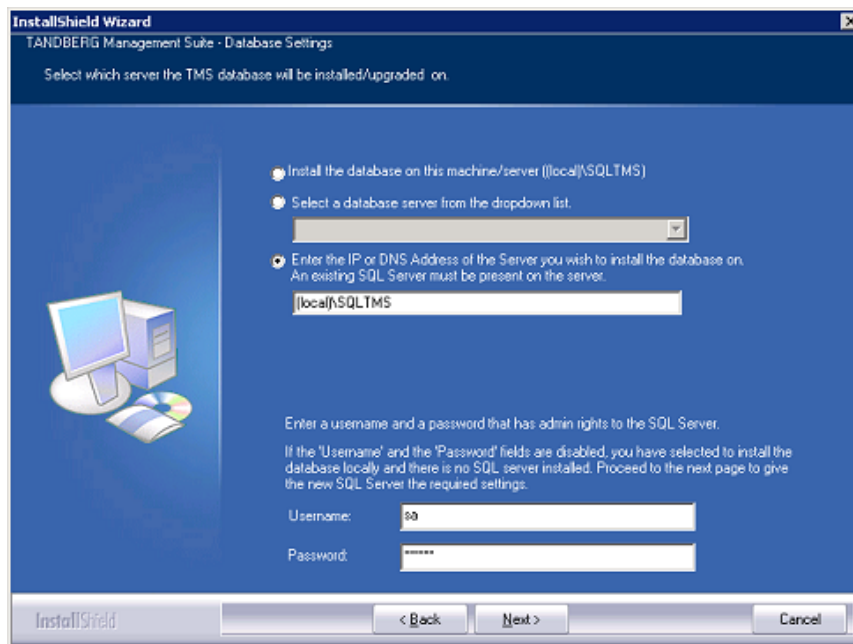 InstallShield Wizard
TANDBERG Management Suite - Database Settings
Select which server the TMS database will be installed/upgraded on.
Install the database on this machine/server ((local)\SQLTMS)
Select a database server from the dropdown list.
Enter the IP or DNS Address of the Server you wish to install the database on.
An existing SQL Server must be present on the server.
(local)\SQLTMS
Enter a username and a password that has admin rights to the SQL Server.
If the 'Username' and the 'Password' fields are disabled, you have selected to install the
database locally and there is no SQL server installed. Proceed to the next page to give
the new SQL Server the required settings.
Username: sa
Password: ******
InstallShield < Back Next > Cancel